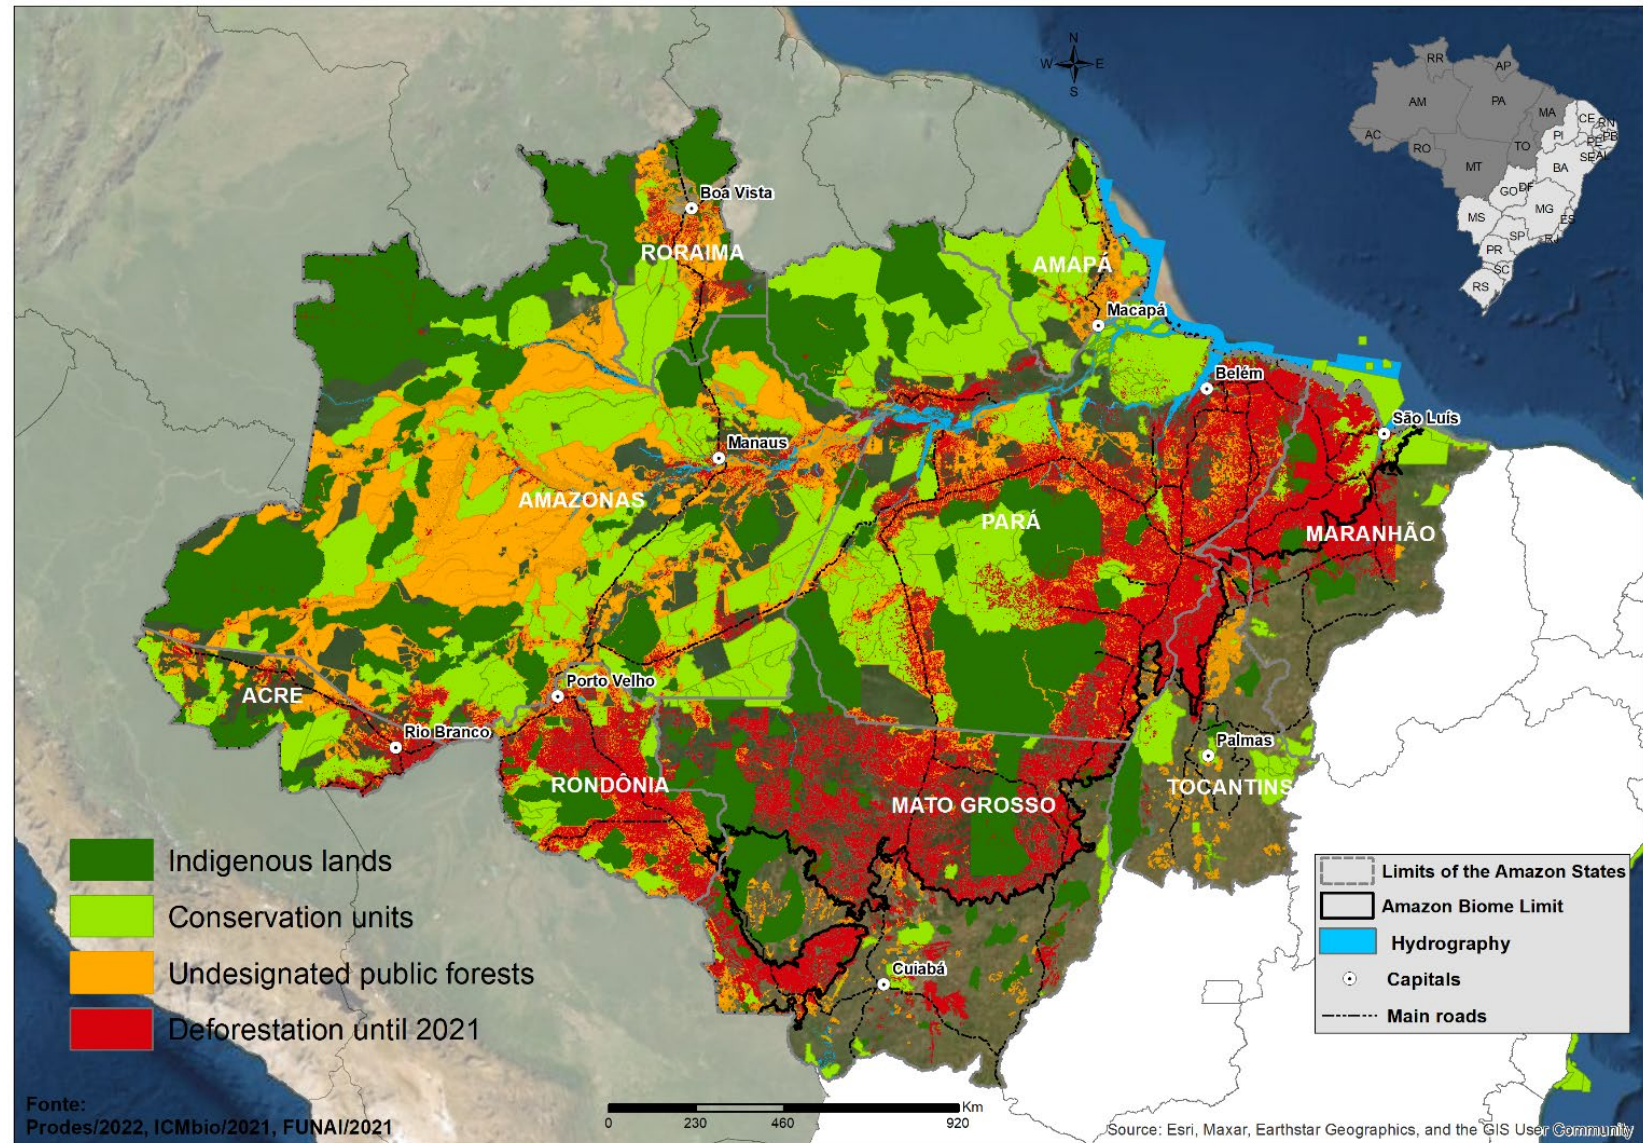 N
W
E
S
RR
AP
AM
PA
MA
CE
RN
PB
PI
PE
AL
SE
AC
RO
TO
BA
MT
GO
DF
MG
ES
MS
SP
RJ
PR
SC
RS
Boa Vista
RORAIMA
AMAPÁ
Macapá
Belém
São Luís
Manaus
AMAZONAS
PARÁ
MARANHÃO
Porto Velho
ACRE
Rio Branco
Palmas
RONDÔNIA
MATO GROSSO
TOCANTINS
Cuiabá
Indigenous lands
Conservation units
Undesignated public forests
Deforestation until 2021
Limits of the Amazon States
Amazon Biome Limit
Hydrography
Capitals
Main roads
Fonte:
Prodes/2022, ICMbio/2021, FUNAI/2021
Km
0 230 460 920
Source: Esri, Maxar, Earthstar Geographics, and the GIS User Community